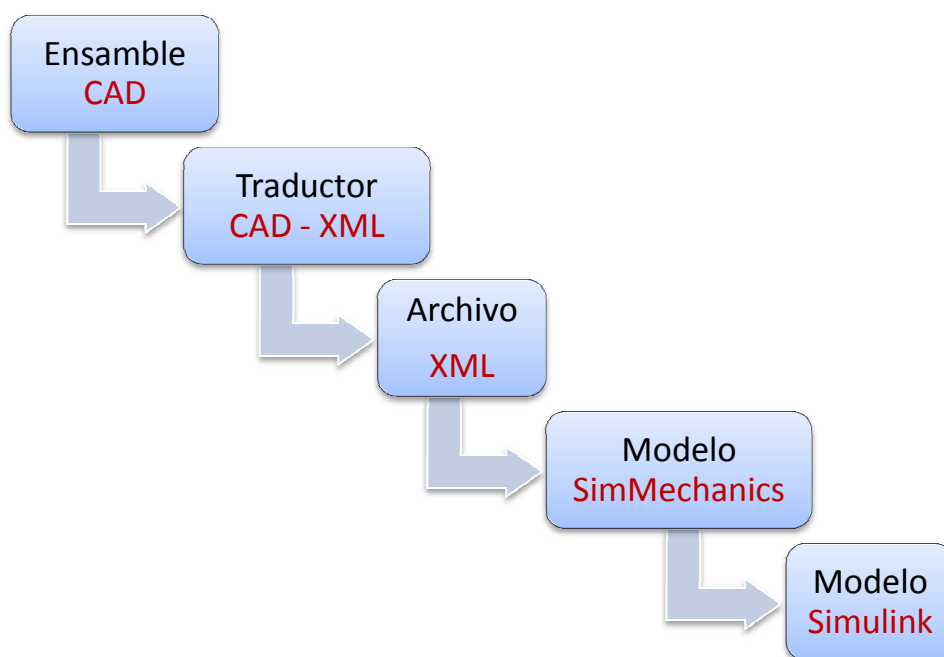 Ensamble
CAD
Traductor
CAD - XML
Archivo
XML
Modelo
SimMechanics
Modelo
Simulink